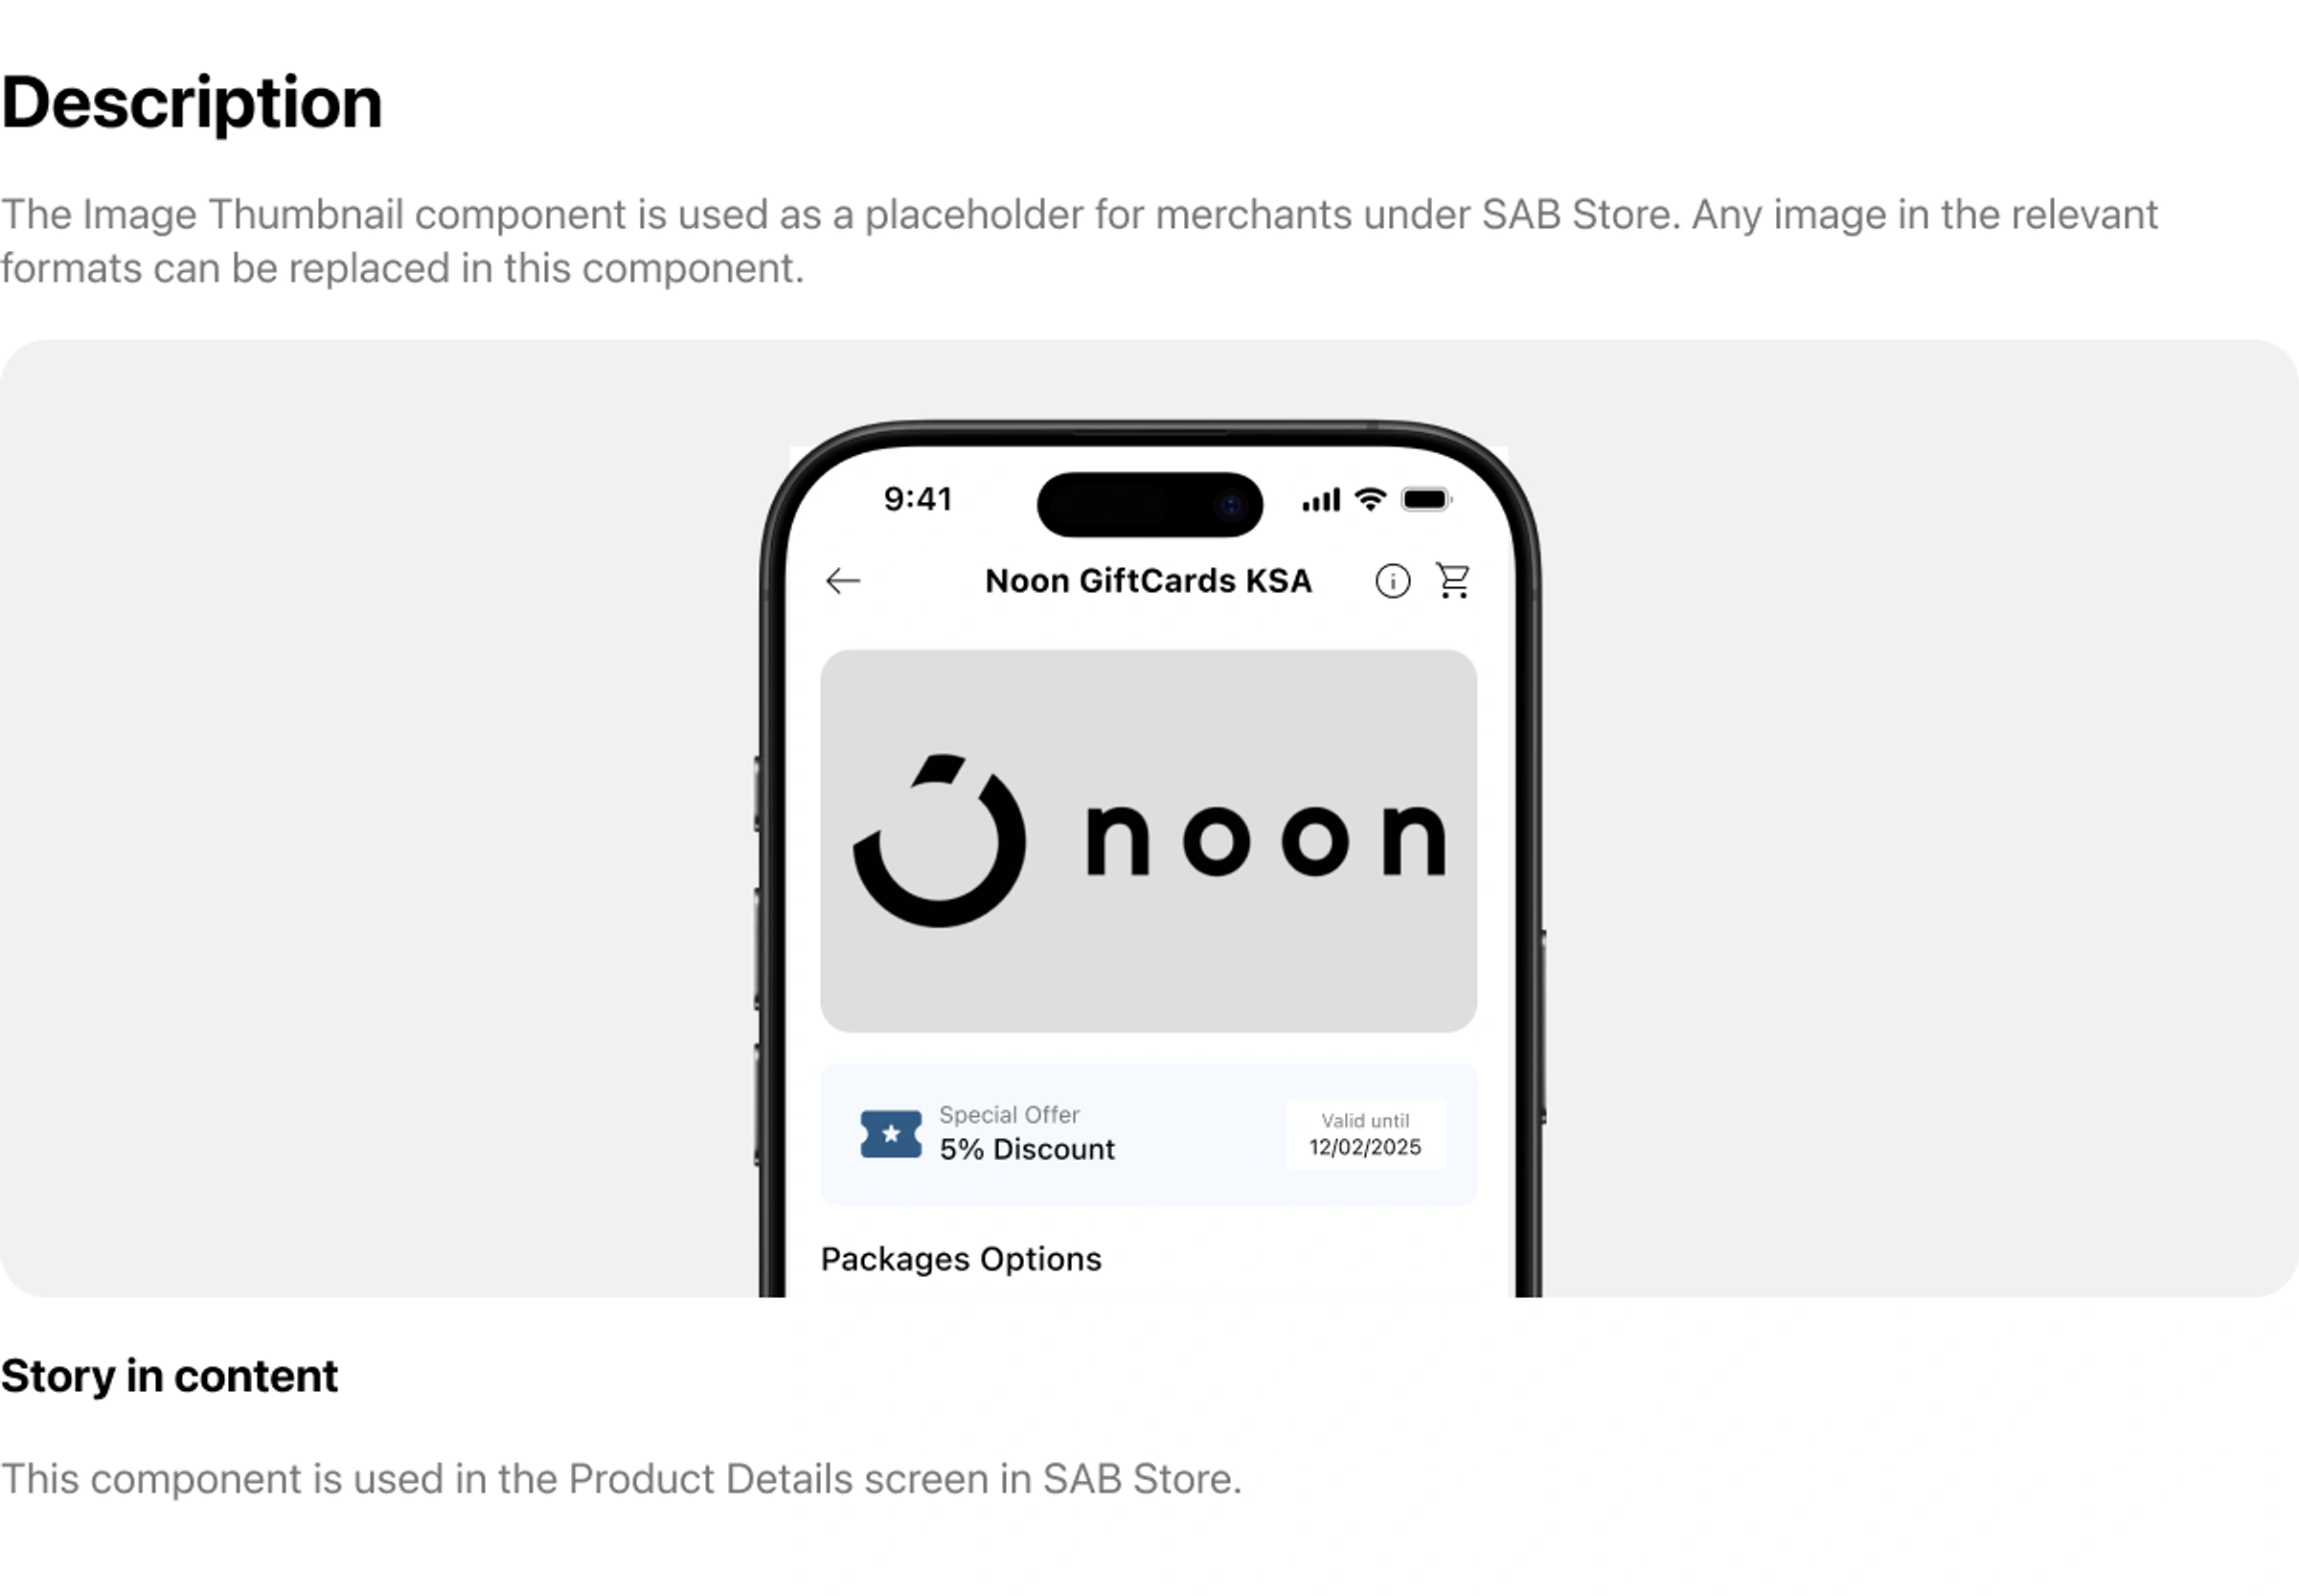 Description
The Image Thumbnail component is used as a placeholder for merchants under SAB Store. Any image in the relevant
formats can be replaced in this component.
9:41
Noon GiftCards KSA
noon
Special Offer
5% Discount
Valid until
12/02/2025
Packages Options
Story in content
This component is used in the Product Details screen in SAB Store.